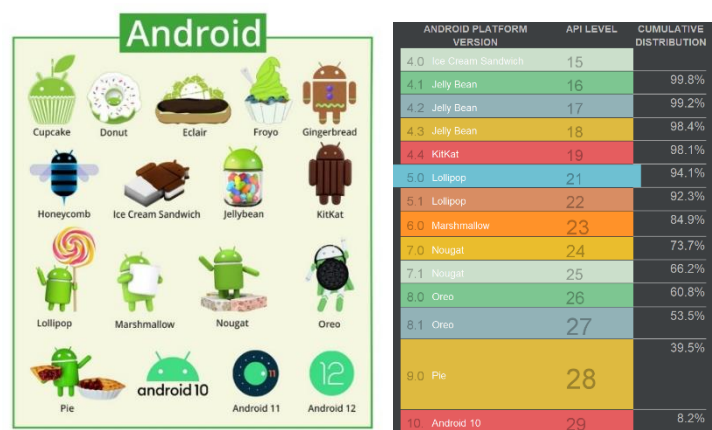 Android
Cupcake Donut Eclair Froyo Gingerbread
Honeycomb Ice Cream Sandwich Jellybean KitKat
Lollipop Marshmallow Nougat Oreo
11 12
android 10
Pie Android 11 Android 12
ANDROID PLATFORM VERSION API LEVEL CUMULATIVE DISTRIBUTION
4.0 Ice Cream Sandwich 15
4.1 Jelly Bean 16 99.8%
4.2 Jelly Bean 17 99.2%
4.3 Jelly Bean 18 98.4%
4.4 KitKat 19 98.1%
5.0 Lollipop 21 94.1%
5.1 Lollipop 22 92.3%
6.0 Marshmallow 23 84.9%
7.0 Nougat 24 73.7%
7.1 Nougat 25 66.2%
8.0 Oreo 26 60.8%
8.1 Oreo 27 53.5%
9.0 Pie 28 39.5%
10. Android 10 29 8.2%